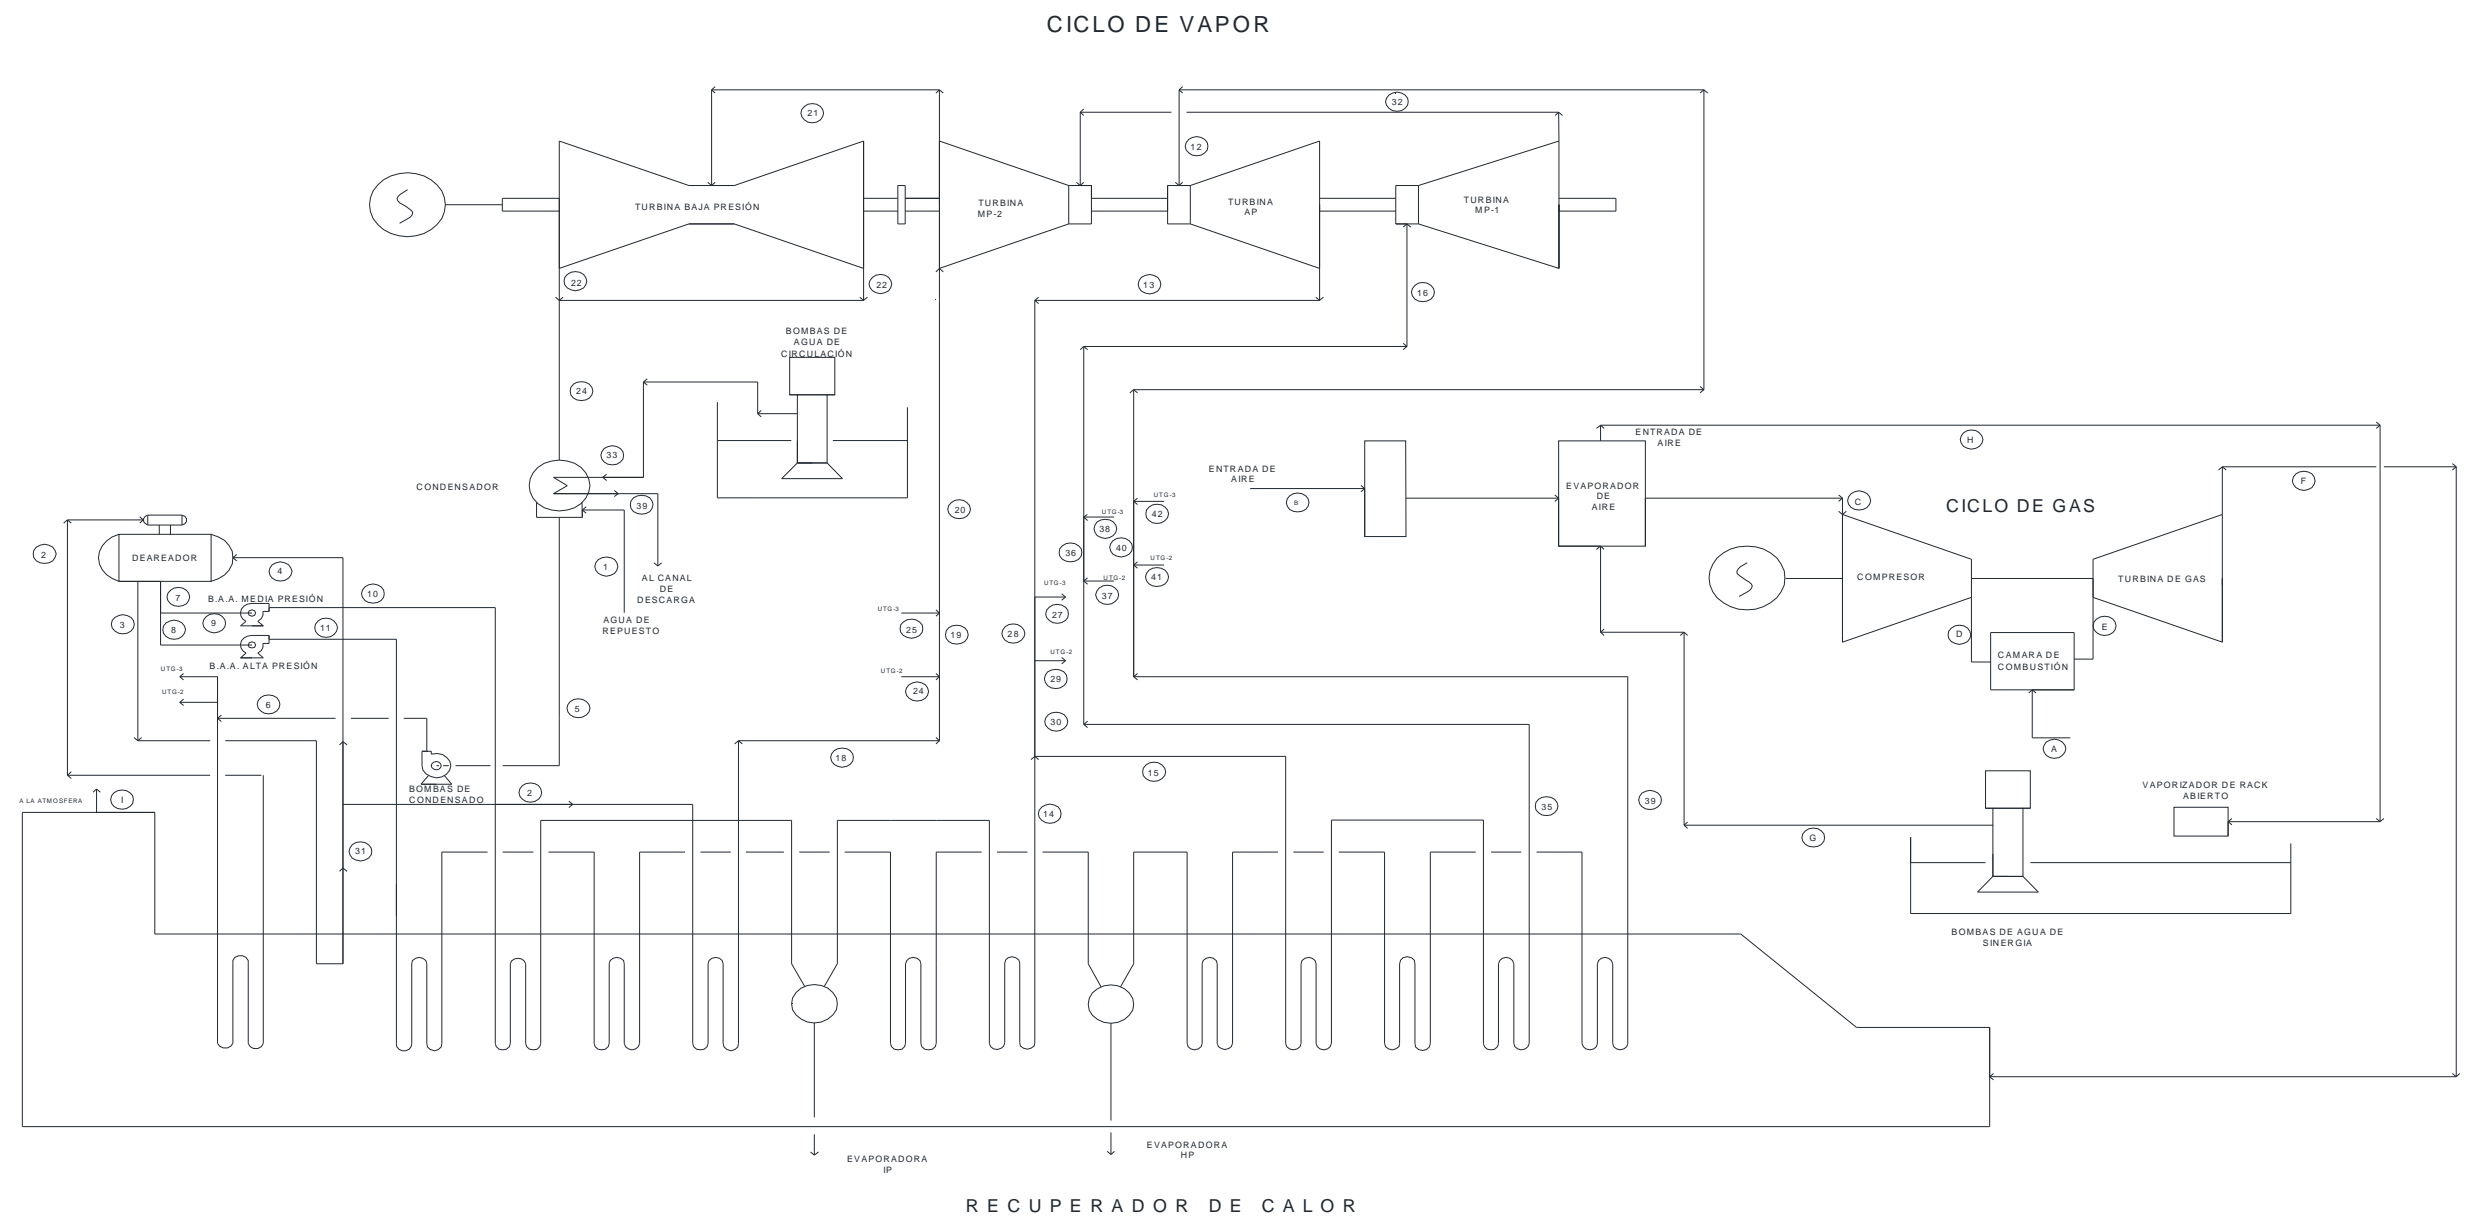 CICLO DE VAPOR
21
32
12
TURBINA BAJA PRESIÓN
TURBINA
MP-2
TURBINA
AP
TURBINA
MP-1
22
22
13
16
BOMBAS DE
AGUA DE
CIRCULACIÓN
24
33
CONDENSADOR
39
1
AL CANAL
DE
DESCARGA
AGUA DE
REPUESTO
20
UTG-3
25
19
UTG-2
24
28
UTG-3
27
UTG-2
29
30
36
UTG-3
38
UTG-2
37
40
UTG-3
42
UTG-2
41
ENTRADA DE
AIRE
B
EVAPORADOR
DE
AIRE
ENTRADA DE
AIRE
H
C
CICLO DE GAS
F
COMPRESOR
TURBINA DE GAS
D
E
CAMARA DE
COMBUSTIÓN
A
VAPORIZADOR DE RACK
ABIERTO
G
BOMBAS DE AGUA DE
SINERGIA
2
DEAREADOR
4
7
B.A.A. MEDIA PRESIÓN
10
3
8
9
11
B.A.A. ALTA PRESIÓN
UTG-3
UTG-2
6
5
BOMBAS DE
CONDENSADO
2
18
15
14
35
39
A LA ATMOSFERA
I
31
EVAPORADORA
IP
EVAPORADORA
HP
RECUPERADOR DE CALOR